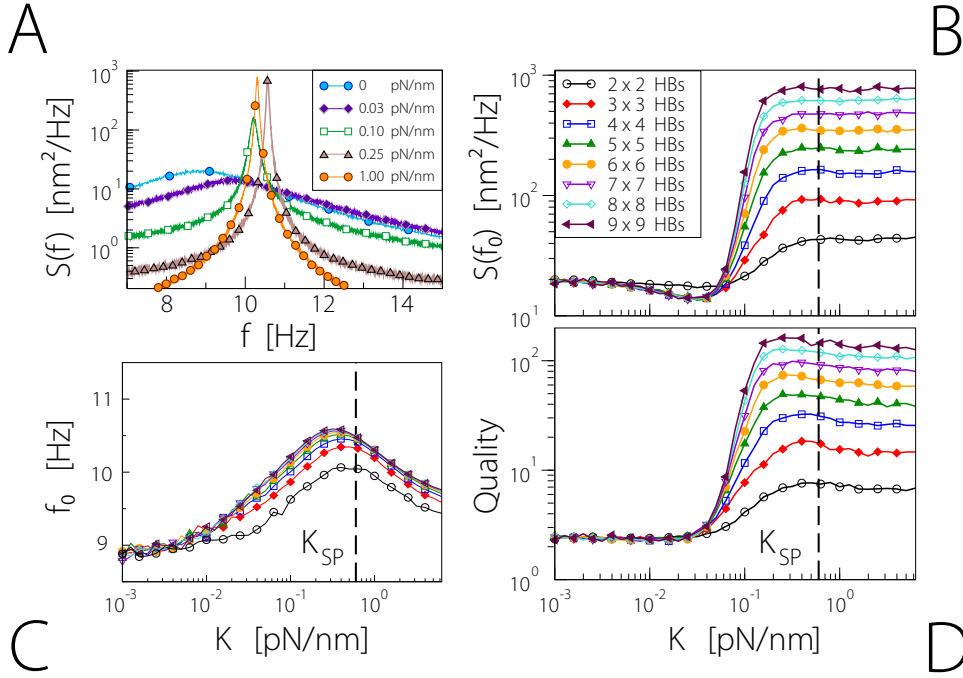 A
B
S(f) [nm²/Hz]
10³
10²
10¹
10⁰
0 pN/nm
0.03 pN/nm
0.10 pN/nm
0.25 pN/nm
1.00 pN/nm
8 10 12 14
f [Hz]
S(f₀) [nm²/Hz]
10³
10²
10¹
2 x 2 HBs
3 x 3 HBs
4 x 4 HBs
5 x 5 HBs
6 x 6 HBs
7 x 7 HBs
8 x 8 HBs
9 x 9 HBs
f₀ [Hz]
11
10
9
K_SP
10⁻³ 10⁻² 10⁻¹ 10⁰
K [pN/nm]
Quality
10²
10¹
10⁰
K_SP
10⁻³ 10⁻² 10⁻¹ 10⁰
K [pN/nm]
C
D